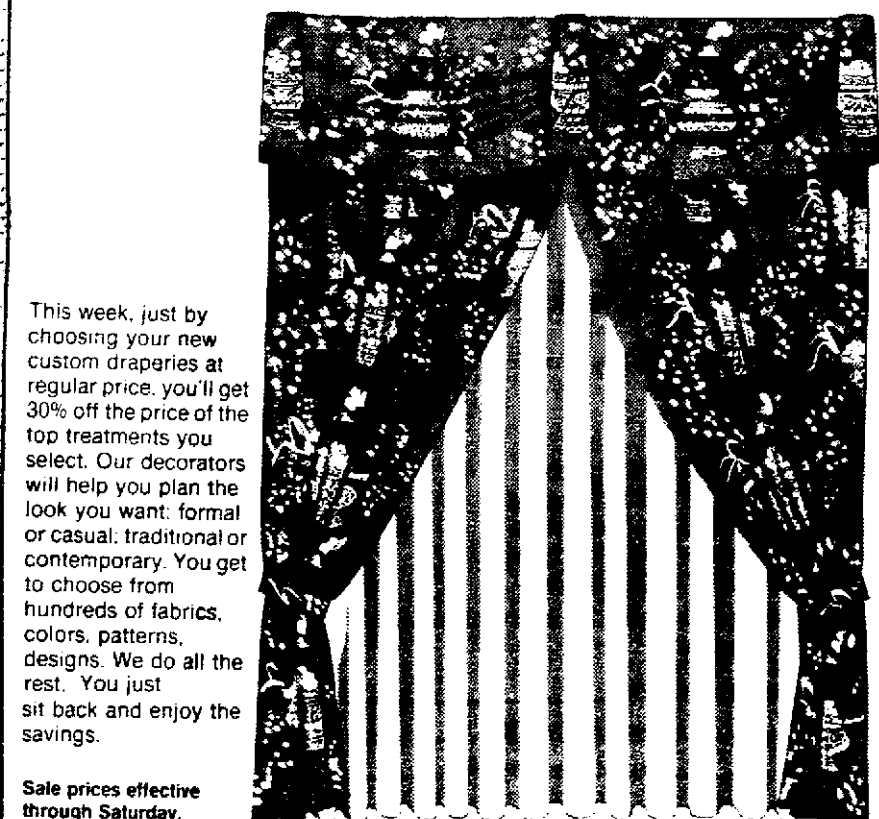 This week, just by
choosing your new
custom draperies at
regular price, you'll get
30% off the price of the
top treatments you
select. Our decorators
will help you plan the
look you want: formal
or casual; traditional or
contemporary. You get
to choose from
hundreds of fabrics,
colors, patterns,
designs. We do all the
rest. You just
sit back and enjoy the
savings.
Sale prices effective
through Saturday.